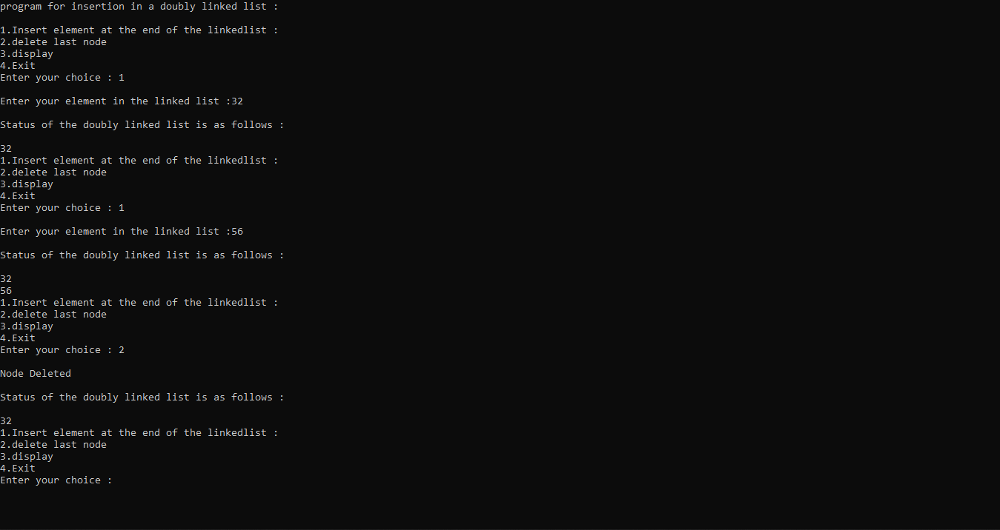 program for insertion in a doubly linked list :
1.Insert element at the end of the linkedlist :
2.delete last node
3.display
4.Exit
Enter your choice : 1
Enter your element in the linked list :32
Status of the doubly linked list is as follows :
32
1.Insert element at the end of the linkedlist :
2.delete last node
3.display
4.Exit
Enter your choice : 1
Enter your element in the linked list :56
Status of the doubly linked list is as follows :
32
56
1.Insert element at the end of the linkedlist :
2.delete last node
3.display
4.Exit
Enter your choice : 2
Node Deleted
Status of the doubly linked list is as follows :
32
1.Insert element at the end of the linkedlist :
2.delete last node
3.display
4.Exit
Enter your choice :